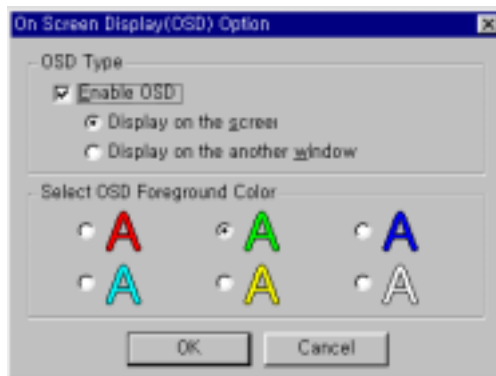 On Screen Display(OSD) Option
OSD Type
Enable OSD
Display on the screen
Display on the another window
Select OSD Foreground Color
A A A
A A A
OK Cancel